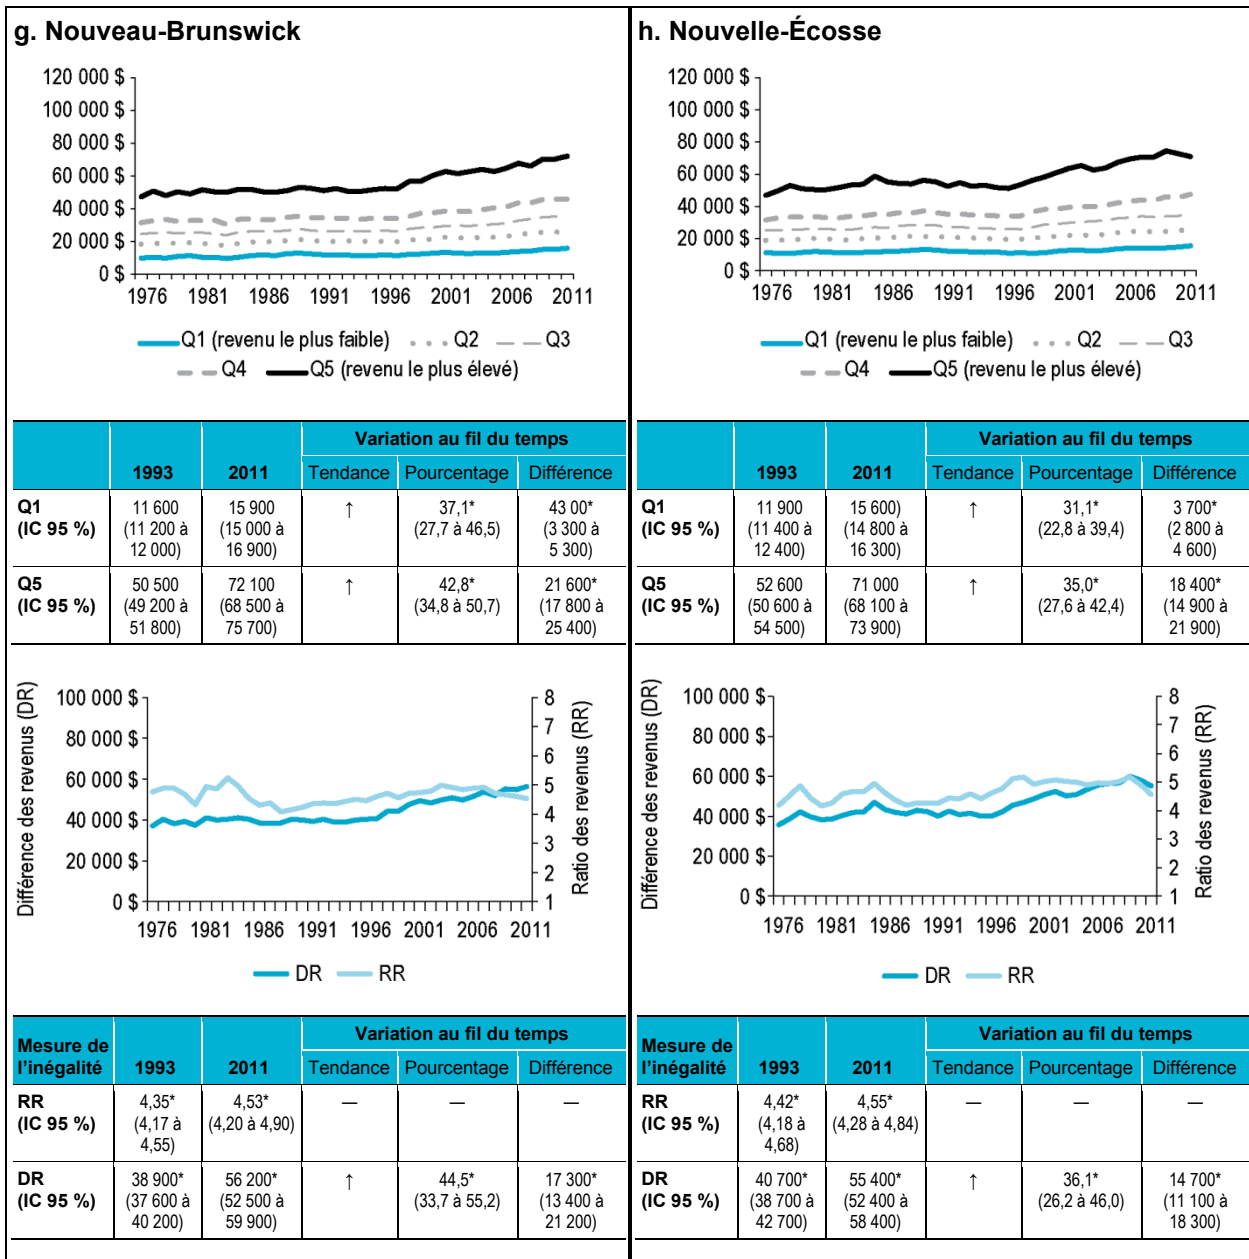 g. Nouveau-Brunswick
120 000 $
100 000 $
80 000 $
60 000 $
40 000 $
20 000 $
0 $
1976 1981 1986 1991 1996 2001 2006 2011
Q1 (revenu le plus faible) Q2 Q3
Q4 Q5 (revenu le plus élevé)
Variation au fil du temps
1993 2011 Tendance Pourcentage Différence
Q1 11 600 15 900 ↑ 37,1* 43 00*
(IC 95 %) (11 200 à (15 000 à (27,7 à 46,5) (3 300 à
12 000) 16 900) 5 300)
Q5 50 500 72 100 ↑ 42,8* 21 600*
(IC 95 %) (49 200 à (68 500 à (34,8 à 50,7) (17 800 à
51 800) 75 700) 25 400)
Différence des revenus (DR)
100 000 $
80 000 $
60 000 $
40 000 $
20 000 $
0 $
8
7
6
5
4
3
2
1
Ratio des revenus (RR)
1976 1981 1986 1991 1996 2001 2006 2011
DR RR
Mesure de Variation au fil du temps
l'inégalité 1993 2011 Tendance Pourcentage Différence
RR 4,35* 4,53* — — —
(IC 95 %) (4,17 à (4,20 à 4,90)
4,55)
DR 38 900* 56 200* ↑ 44,5* 17 300*
(IC 95 %) (37 600 à (52 500 à (33,7 à 55,2) (13 400 à
40 200) 59 900) 21 200)
h. Nouvelle-Écosse
120 000 $
100 000 $
80 000 $
60 000 $
40 000 $
20 000 $
0 $
1976 1981 1986 1991 1996 2001 2006 2011
Q1 (revenu le plus faible) Q2 Q3
Q4 Q5 (revenu le plus élevé)
Variation au fil du temps
1993 2011 Tendance Pourcentage Différence
Q1 11 900 15 600) ↑ 31,1* 3 700*
(IC 95 %) (11 400 à (14 800 à (22,8 à 39,4) (2 800 à
12 400) 16 300) 4 600)
Q5 52 600 71 000 ↑ 35,0* 18 400*
(IC 95 %) (50 600 à (68 100 à (27,6 à 42,4) (14 900 à
54 500) 73 900) 21 900)
Différence des revenus (DR)
100 000 $
80 000 $
60 000 $
40 000 $
20 000 $
0 $
8
7
6
5
4
3
2
1
Ratio des revenus (RR)
1976 1981 1986 1991 1996 2001 2006 2011
DR RR
Mesure de Variation au fil du temps
l'inégalité 1993 2011 Tendance Pourcentage Différence
RR 4,42* 4,55* — — —
(IC 95 %) (4,18 à (4,28 à 4,84)
4,68)
DR 40 700* 55 400* ↑ 36,1* 14 700*
(IC 95 %) (38 700 à (52 400 à (26,2 à 46,0) (11 100 à
42 700) 58 400) 18 300)